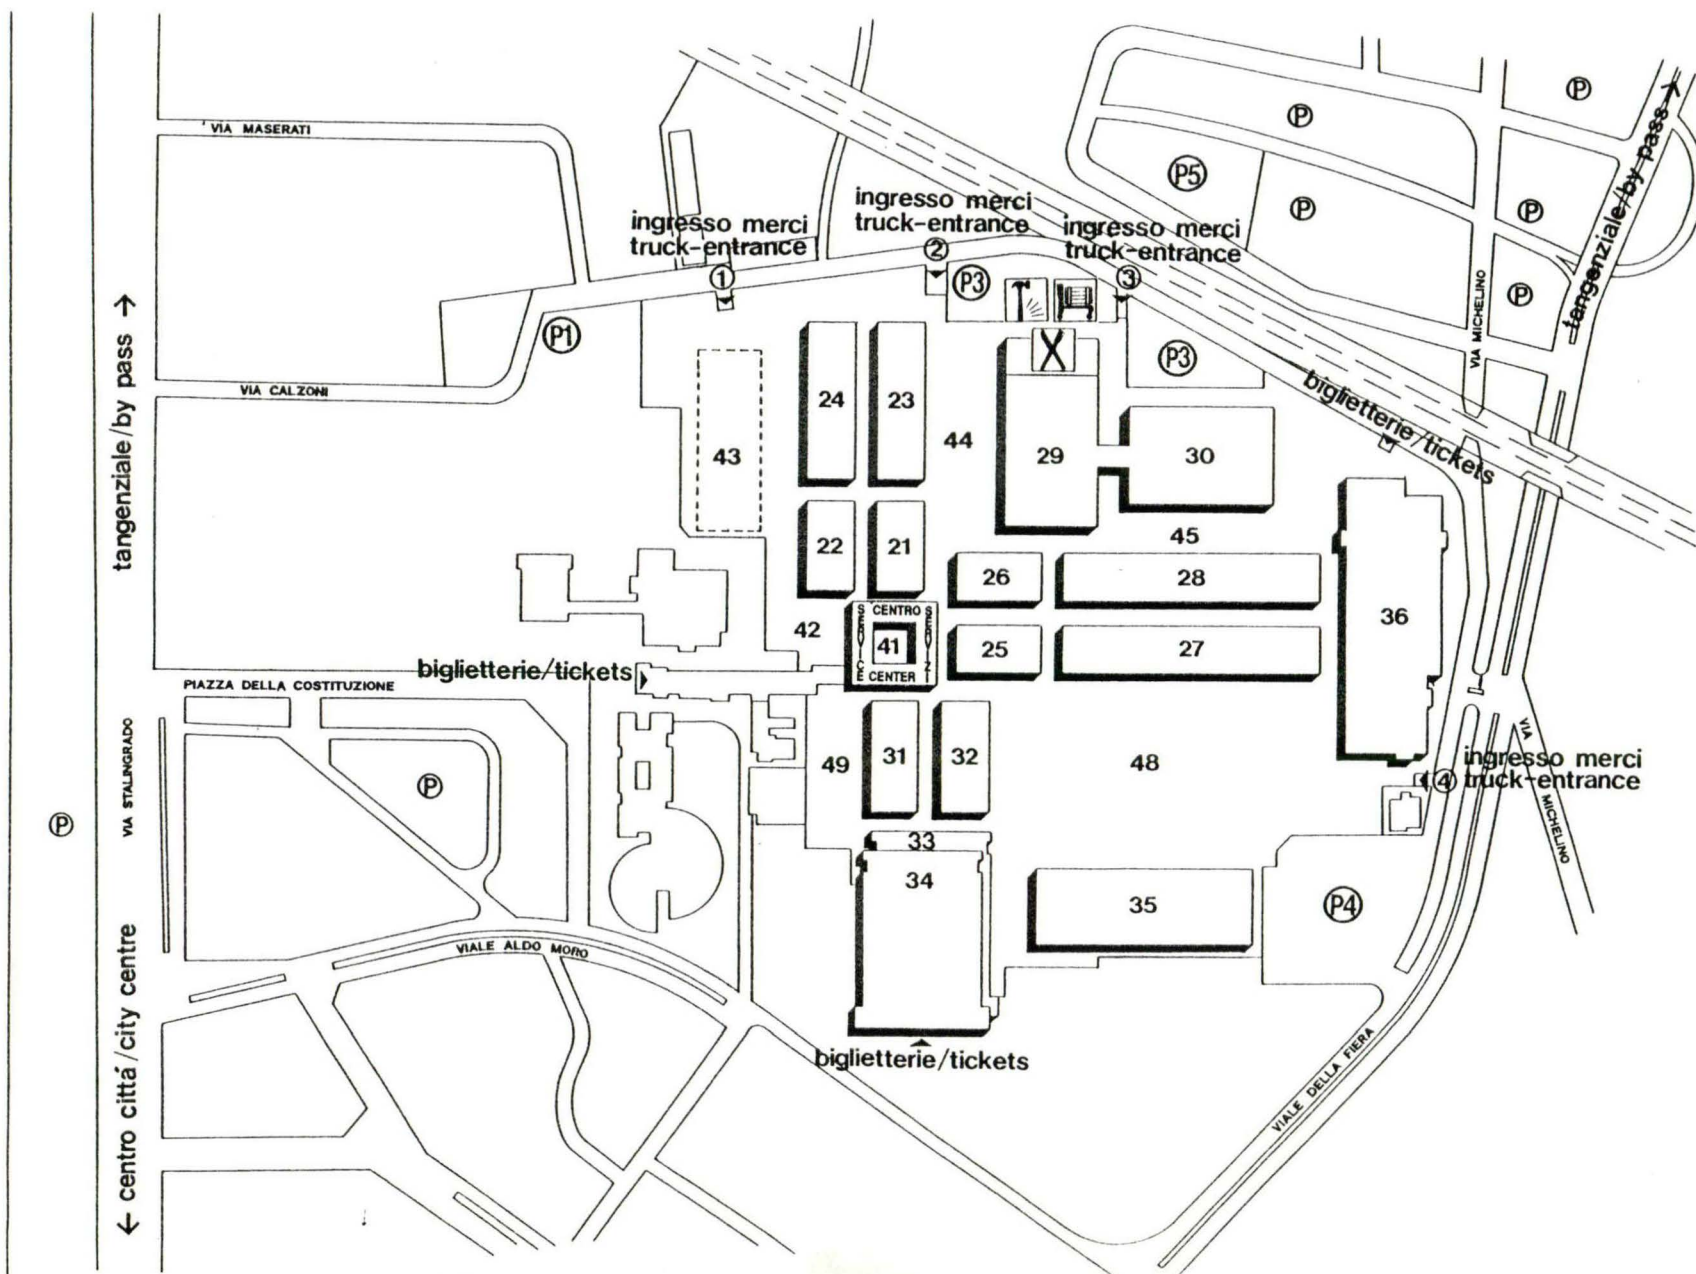 VIA MASERATI
P
P
P5
P
P
P
tangenziale/by pass →
ingresso merci
truck-entrance
1
ingresso merci
truck-entrance
2
ingresso merci
truck-entrance
3
P3
P1
P3
VIA MICHELINO
VIA CALZONI
tangenziale/by pass →
biglietterie/tickets
24
23
44
43
29
30
45
22
21
26
28
36
42
CENTRO
SERVIZI
SERVICE
CENTER
41
25
27
biglietterie/tickets
PIAZZA DELLA COSTITUZIONE
VIA STALINGRADO
P
P
49
31
32
48
ingresso merci
truck-entrance
4
VIA
MICHELINO
33
34
35
P4
VIALE ALDO MORO
← centro cittá/city centre
biglietterie/tickets
VIALE DELLA FIERA